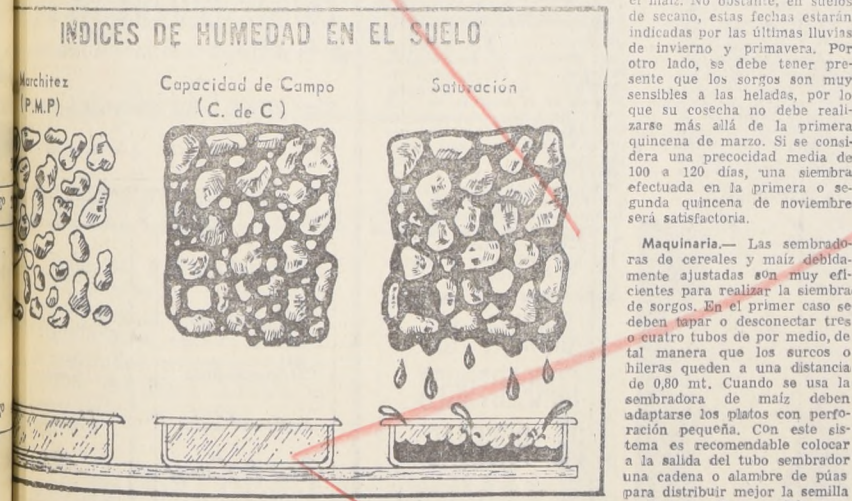 INDICES DE HUMEDAD EN EL SUELO
Marchitez
(P.M.P)
Capacidad de Campo
(C. de C)
Saturación
el maíz. No obstante, en suelos
de secano, estas fechas estarán
indicadas por las últimas lluvias
de invierno y primavera. Por
otro lado, se debe tener pre-
sente que los sorgos son muy
sensibles a las heladas, por lo
que su cosecha no debe reali-
zarse más allá de la primera
quincena de marzo. Si se consi-
dera una precocidad media de
100 a 120 días, una siembra
efectuada en la primera o se-
gunda quincena de noviembre
será satisfactoria.
Maquinaria.— Las sembrado-
ras de cereales y maíz debida-
mente ajustadas son muy efi-
cientes para realizar la siembra
de sorgos. En el primer caso se
deben tapar o desconectar tres
o cuatro tubos de por medio, de
tal manera que los surcos o
hileras queden a una distancia
de 0,80 mt. Cuando se usa la
sembradora de maíz deben
adaptarse los platos con perfo-
ración pequeña. Con este sis-
tema es recomendable colocar
a la salida del tubo sembrador
una cadena o alambre de púas
para distribuir mejor la semilla